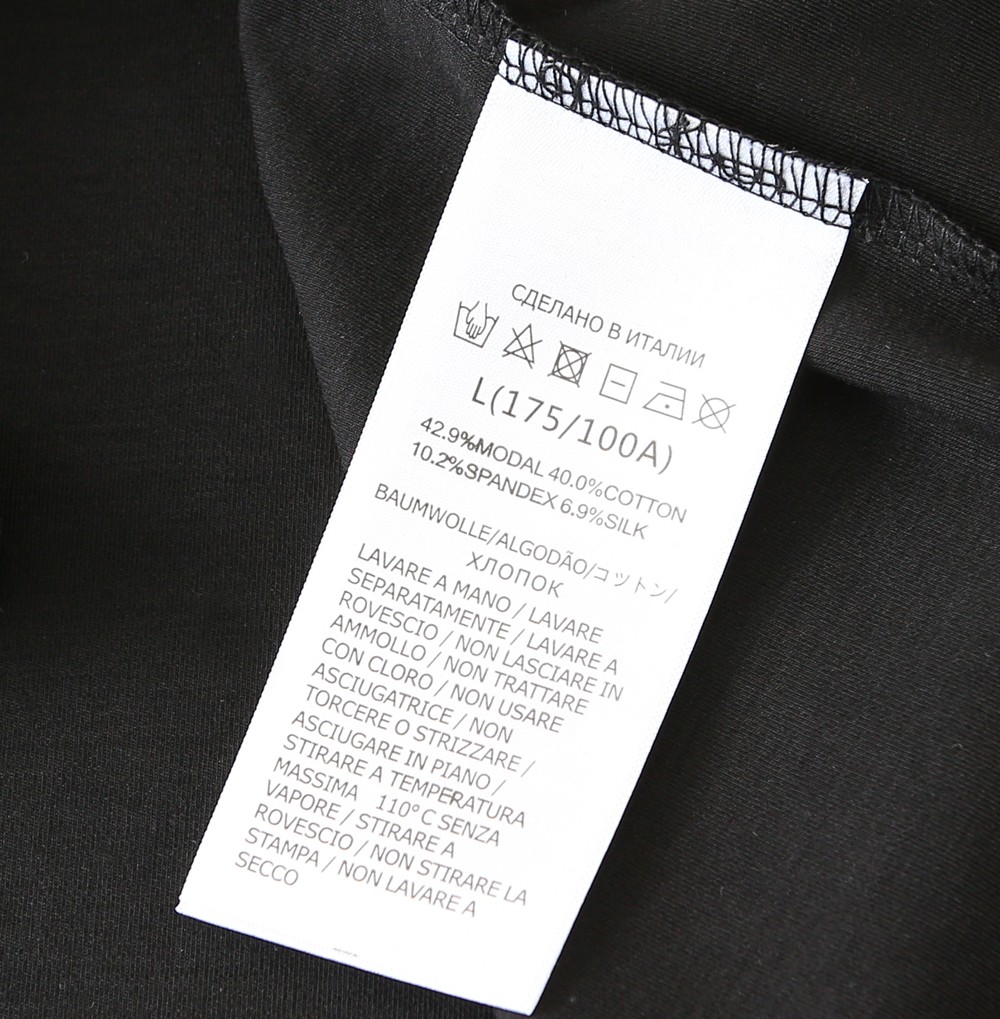 СДЕЛАНО В ИТАЛИИ
L(175/100A)
42.9%MODAL 40.0%COTTON
10.2%SPANDEX 6.9%SILK
BAUMWOLLE/ALGODÃO/コットン/
ХЛОПОК
LAVARE A MANO / LAVARE
SEPARATAMENTE / LAVARE A
ROVESCIO / NON LASCIARE IN
AMMOLLO / NON TRATTARE
CON CLORO / NON USARE
ASCIUGATRICE / NON
TORCERE O STRIZZARE /
ASCIUGARE IN PIANO /
STIRARE A TEMPERATURA
MASSIMA 110° C SENZA
VAPORE / STIRARE A
ROVESCIO / NON STIRARE LA
STAMPA / NON LAVARE A
SECCO